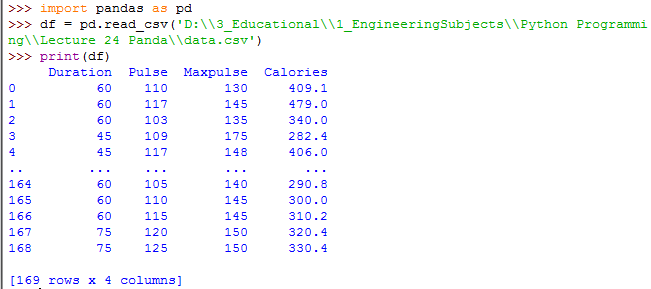 >>> import pandas as pd
>>> df = pd.read_csv('D:\\3_Educational\\1_EngineeringSubjects\\Python Programmi
ng\\Lecture 24 Panda\\data.csv')
>>> print(df)
     Duration  Pulse  Maxpulse  Calories
0          60    110       130     409.1
1          60    117       145     479.0
2          60    103       135     340.0
3          45    109       175     282.4
4          45    117       148     406.0
..        ...    ...       ...       ...
164        60    105       140     290.8
165        60    110       145     300.0
166        60    115       145     310.2
167        75    120       150     320.4
168        75    125       150     330.4
[169 rows x 4 columns]